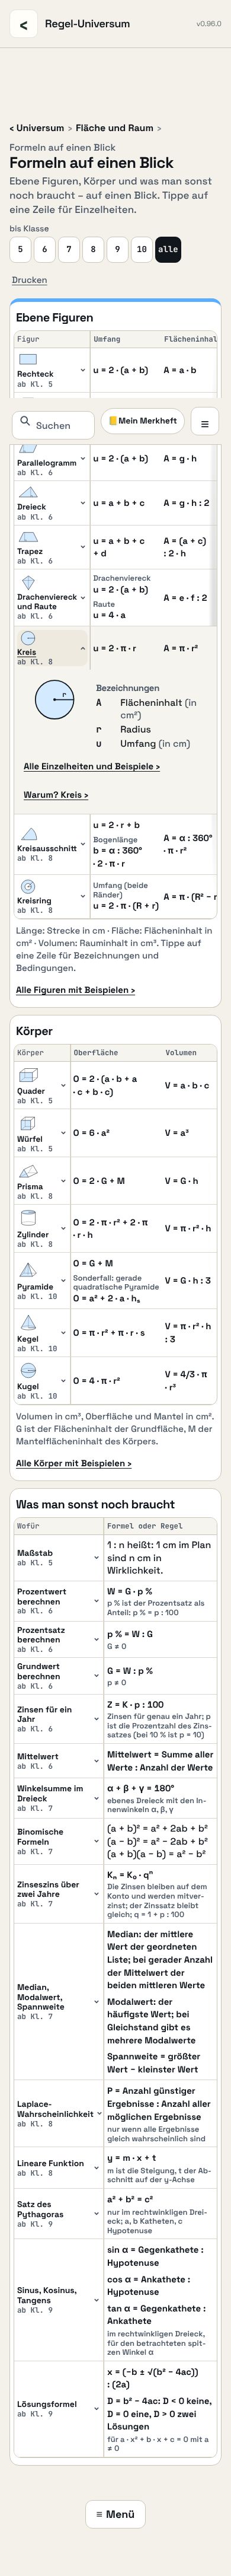 < Regel-Universum v0.96.0
< Universum > Fläche und Raum >
Formeln auf einen Blick
Formeln auf einen Blick
Ebene Figuren, Körper und was man sonst
noch braucht – auf einen Blick. Tippe auf
eine Zeile für Einzelheiten.
bis Klasse
5 6 7 8 9 10 alle
Drucken
Ebene Figuren
Figur Umfang Flächeninhal
Rechteck
ab Kl. 5
u = 2 · (a + b) A = a · b
Suchen
📒Mein Merkheft
≡
Parallelogramm
ab Kl. 6
u = 2 · (a + b) A = g · h
Dreieck
ab Kl. 6
u = a + b + c A = g · h : 2
Trapez
ab Kl. 6
u = a + b + c
+ d
A = (a + c)
: 2 · h
Drachenviereck
und Raute
ab Kl. 6
Drachenviereck
u = 2 · (a + b)
Raute
u = 4 · a
A = e · f : 2
Kreis
ab Kl. 8
u = 2 · π · r A = π · r²
r
Bezeichnungen
A Flächeninhalt (in
cm²)
r Radius
u Umfang (in cm)
Alle Einzelheiten und Beispiele >
Warum? Kreis >
Kreisausschnitt
ab Kl. 8
u = 2 · r + b
Bogenlänge
b = α : 360°
· 2 · π · r
A = α : 360°
· π · r²
Kreisring
ab Kl. 8
Umfang (beide
Ränder)
u = 2 · π · (R + r)
A = π · (R² − r
Länge: Strecke in cm · Fläche: Flächeninhalt in
cm² · Volumen: Rauminhalt in cm³. Tippe auf
eine Zeile für Bezeichnungen und
Bedingungen.
Alle Figuren mit Beispielen >
Körper
Körper Oberfläche Volumen
Quader
ab Kl. 5
O = 2 · (a · b + a
· c + b · c)
V = a · b · c
Würfel
ab Kl. 5
O = 6 · a² V = a³
Prisma
ab Kl. 8
O = 2 · G + M V = G · h
Zylinder
ab Kl. 8
O = 2 · π · r² + 2 · π
· r · h
V = π · r² · h
Pyramide
ab Kl. 10
O = G + M
Sonderfall: gerade
quadratische Pyramide
O = a² + 2 · a · hₛ
V = G · h : 3
Kegel
ab Kl. 10
O = π · r² + π · r · s
V = π · r² · h
: 3
Kugel
ab Kl. 10
O = 4 · π · r²
V = 4/3 · π
· r³
Volumen in cm³, Oberfläche und Mantel in cm².
G ist der Flächeninhalt der Grundfläche, M der
Mantelflächeninhalt des Körpers.
Alle Körper mit Beispielen >
Was man sonst noch braucht
Wofür Formel oder Regel
Maßstab
ab Kl. 5
1 : n heißt: 1 cm im Plan
sind n cm in
Wirklichkeit.
Prozentwert
berechnen
ab Kl. 6
W = G · p %
p % ist der Prozentsatz als
Anteil: p % = p : 100
Prozentsatz
berechnen
ab Kl. 6
p % = W : G
G ≠ 0
Grundwert
berechnen
ab Kl. 6
G = W : p %
p ≠ 0
Zinsen für ein
Jahr
ab Kl. 6
Z = K · p : 100
Zinsen für genau ein Jahr; p
ist die Prozentzahl des Zins-
satzes (bei 10 % ist p = 10)
Mittelwert
ab Kl. 6
Mittelwert = Summe aller
Werte : Anzahl der Werte
Winkelsumme im
Dreieck
ab Kl. 7
α + β + γ = 180°
ebenes Dreieck mit den In-
nenwinkeln α, β, γ
Binomische
Formeln
ab Kl. 7
(a + b)² = a² + 2ab + b²
(a − b)² = a² − 2ab + b²
(a + b)(a − b) = a² − b²
Zinseszins über
zwei Jahre
ab Kl. 7
Kₙ = K₀ · qⁿ
Die Zinsen bleiben auf dem
Konto und werden mitver-
zinst; der Zinssatz bleibt
gleich; q = 1 + p : 100
Median,
Modalwert,
Spannweite
ab Kl. 7
Median: der mittlere
Wert der geordneten
Liste; bei gerader Anzahl
der Mittelwert der
beiden mittleren Werte
Modalwert: der
häufigste Wert; bei
Gleichstand gibt es
mehrere Modalwerte
Spannweite = größter
Wert − kleinster Wert
Laplace-
Wahrscheinlichkeit
ab Kl. 8
P = Anzahl günstiger
Ergebnisse : Anzahl aller
möglichen Ergebnisse
nur wenn alle Ergebnisse
gleich wahrscheinlich sind
Lineare Funktion
ab Kl. 8
y = m · x + t
m ist die Steigung, t der Ab-
schnitt auf der y-Achse
Satz des
Pythagoras
ab Kl. 9
a² + b² = c²
nur im rechtwinkligen Drei-
eck; a, b Katheten, c
Hypotenuse
Sinus, Kosinus,
Tangens
ab Kl. 9
sin α = Gegenkathete :
Hypotenuse
cos α = Ankathete :
Hypotenuse
tan α = Gegenkathete :
Ankathete
im rechtwinkligen Dreieck,
für den betrachteten spit-
zen Winkel α
Lösungsformel
ab Kl. 9
x = (−b ± √(b² − 4ac))
: (2a)
D = b² − 4ac: D < 0 keine,
D = 0 eine, D > 0 zwei
Lösungen
für a · x² + b · x + c = 0 mit a
≠ 0
≡ Menü